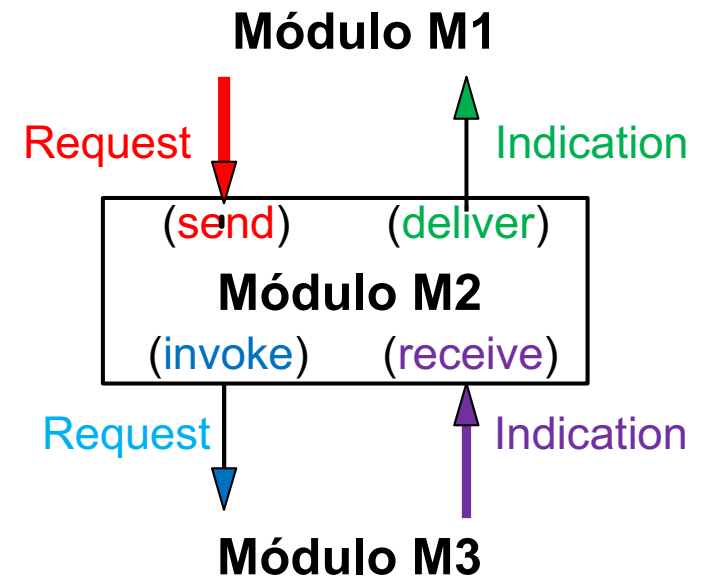 Módulo M1
Request Indication
(send) (deliver)
Módulo M2
(invoke) (receive)
Request Indication
Módulo M3